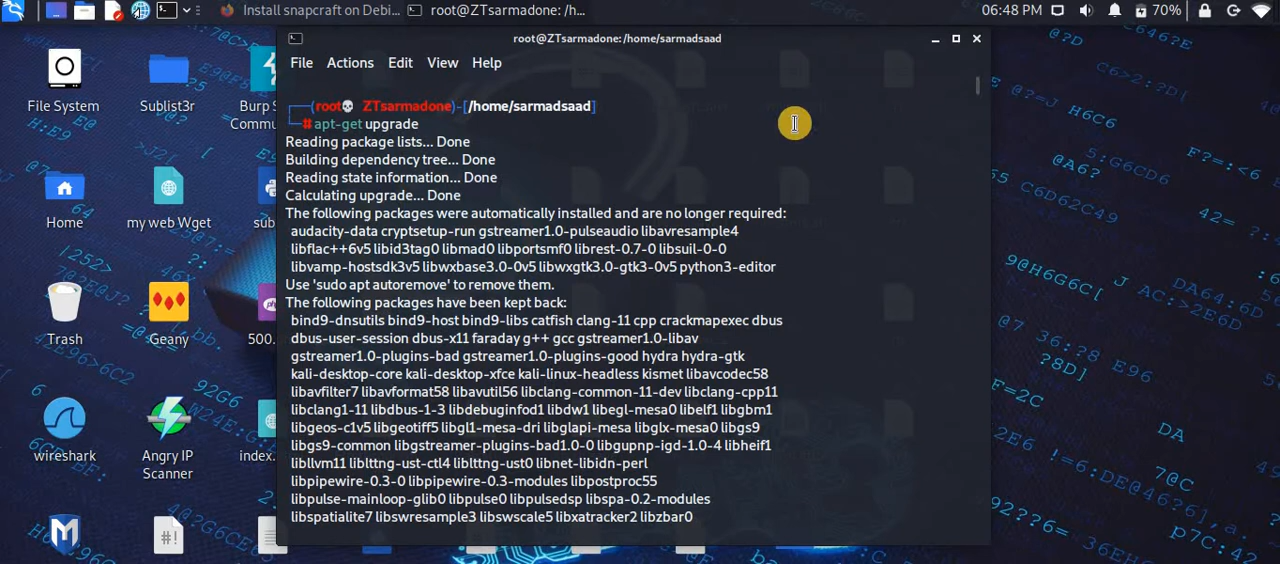 Install snapcraft on Debi...
root@ZTsarmadone: /h...
06:48 PM
70%
root@ZTsarmadone:/home/sarmadsaad
File Actions Edit View Help
File System
Sublist3r
Burp S
Commu
Home
my web Wget
sub
Trash
Geany
500.
wireshark
Angry IP
Scanner
index.
#!
(root💀 ZTsarmadone)-[/home/sarmadsaad]
# apt-get upgrade
Reading package lists... Done
Building dependency tree... Done
Reading state information... Done
Calculating upgrade... Done
The following packages were automatically installed and are no longer required:
audacity-data cryptsetup-run gstreamer1.0-pulseaudio libavresample4
libflac++6v5 libid3tag0 libmad0 libportsmf0 librest-0.7-0 libsuil-0-0
libvamp-hostsdk3v5 libwxbase3.0-0v5 libwxgtk3.0-gtk3-0v5 python3-editor
Use 'sudo apt autoremove' to remove them.
The following packages have been kept back:
bind9-dnsutils bind9-host bind9-libs catfish clang-11 cpp crackmapexec dbus
dbus-user-session dbus-x11 faraday g++ gcc gstreamer1.0-libav
gstreamer1.0-plugins-bad gstreamer1.0-plugins-good hydra hydra-gtk
kali-desktop-core kali-desktop-xfce kali-linux-headless kismet libavcodec58
libavfilter7 libavformat58 libavutil56 libclang-common-11-dev libclang-cpp11
libclang1-11 libdbus-1-3 libdebuginfod1 libdw1 libegl-mesa0 libelf1 libgbm1
libgeos-c1v5 libgeotiff5 libgl1-mesa-dri libglapi-mesa libglx-mesa0 libgs9
libgs9-common libgstreamer-plugins-bad1.0-0 libgupnp-igd-1.0-4 libheif1
libllvm11 liblttng-ust-ctl4 liblttng-ust0 libnet-libidn-perl
libpipewire-0.3-0 libpipewire-0.3-modules libpostproc55
libpulse-mainloop-glib0 libpulse0 libpulsedsp libspa-0.2-modules
libspatialite7 libswresample3 libswscale5 libxatracker2 libzbar0